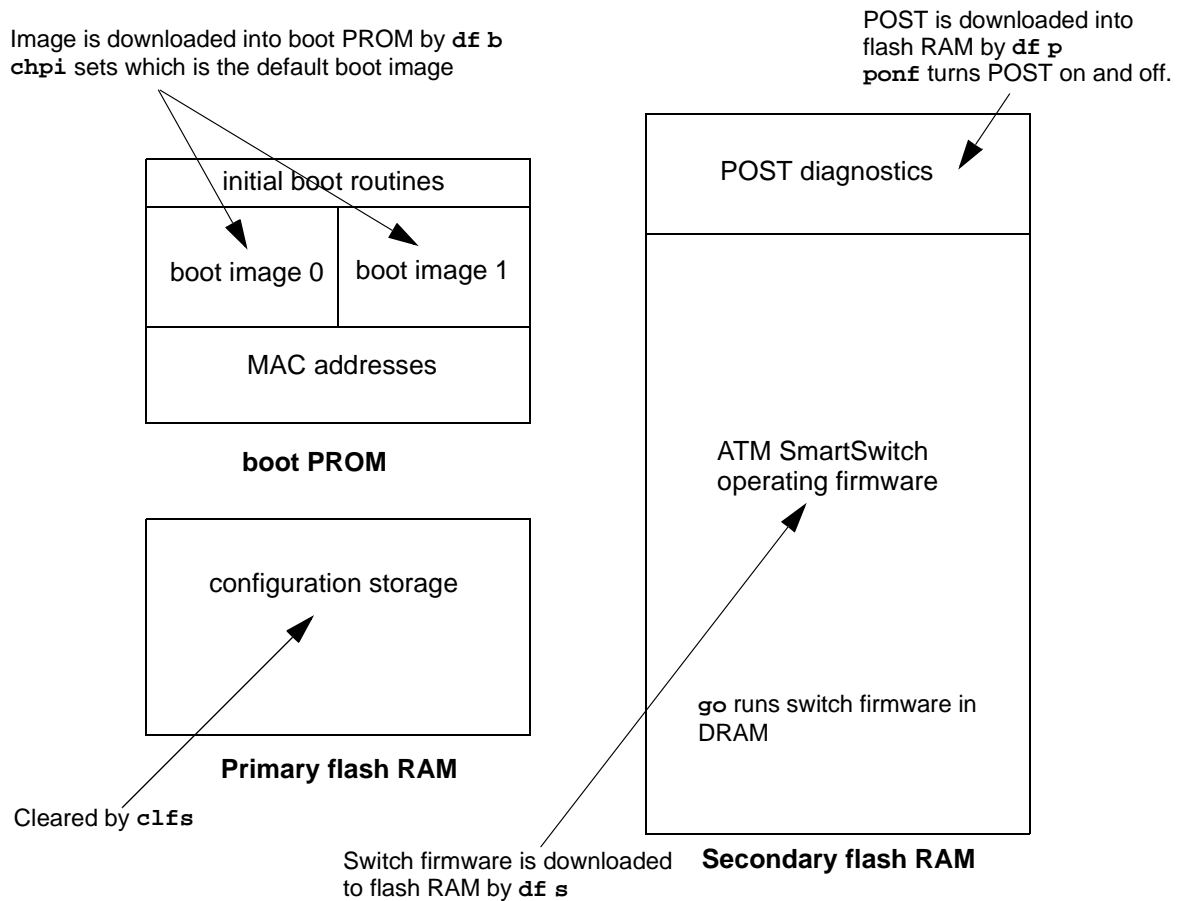 Image is downloaded into boot PROM by df b
chpi sets which is the default boot image
POST is downloaded into
flash RAM by df p
ponf turns POST on and off.
initial boot routines
boot image 0
boot image 1
MAC addresses
boot PROM
POST diagnostics
ATM SmartSwitch
operating firmware
configuration storage
go runs switch firmware in
DRAM
Primary flash RAM
Cleared by clfs
Switch firmware is downloaded
to flash RAM by df s
Secondary flash RAM